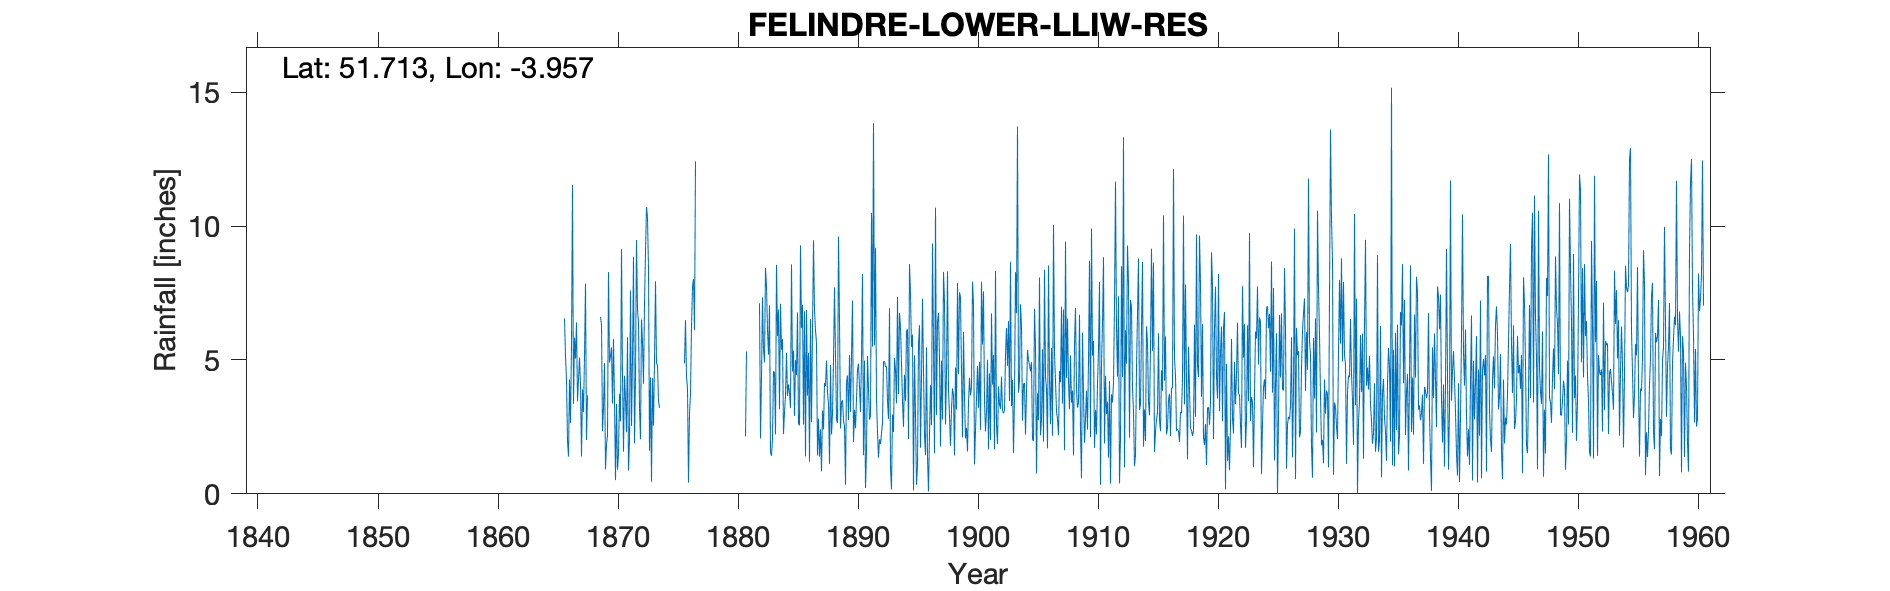 FELINDRE-LOWER-LLIW-RES
Lat: 51.713, Lon: -3.957
15
10
5
0
Rainfall [inches]
1840 1850 1860 1870 1880 1890 1900 1910 1920 1930 1940 1950 1960
Year